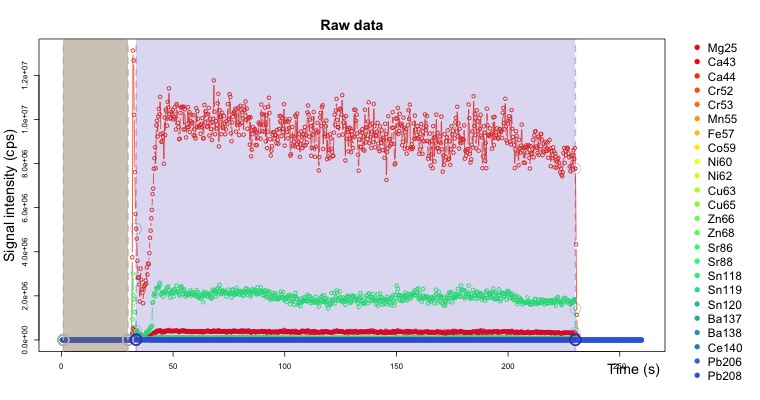 Raw data
Signal intensity (cps)
1.2e+07
1.0e+07
8.0e+06
6.0e+06
4.0e+06
2.0e+06
0.0e+00
0 50 100 150 200 250
Time (s)
Mg25
Ca43
Ca44
Cr52
Cr53
Mn55
Fe57
Co59
Ni60
Ni62
Cu63
Cu65
Zn66
Zn68
Sr86
Sr88
Sn118
Sn119
Sn120
Ba137
Ba138
Ce140
Pb206
Pb208